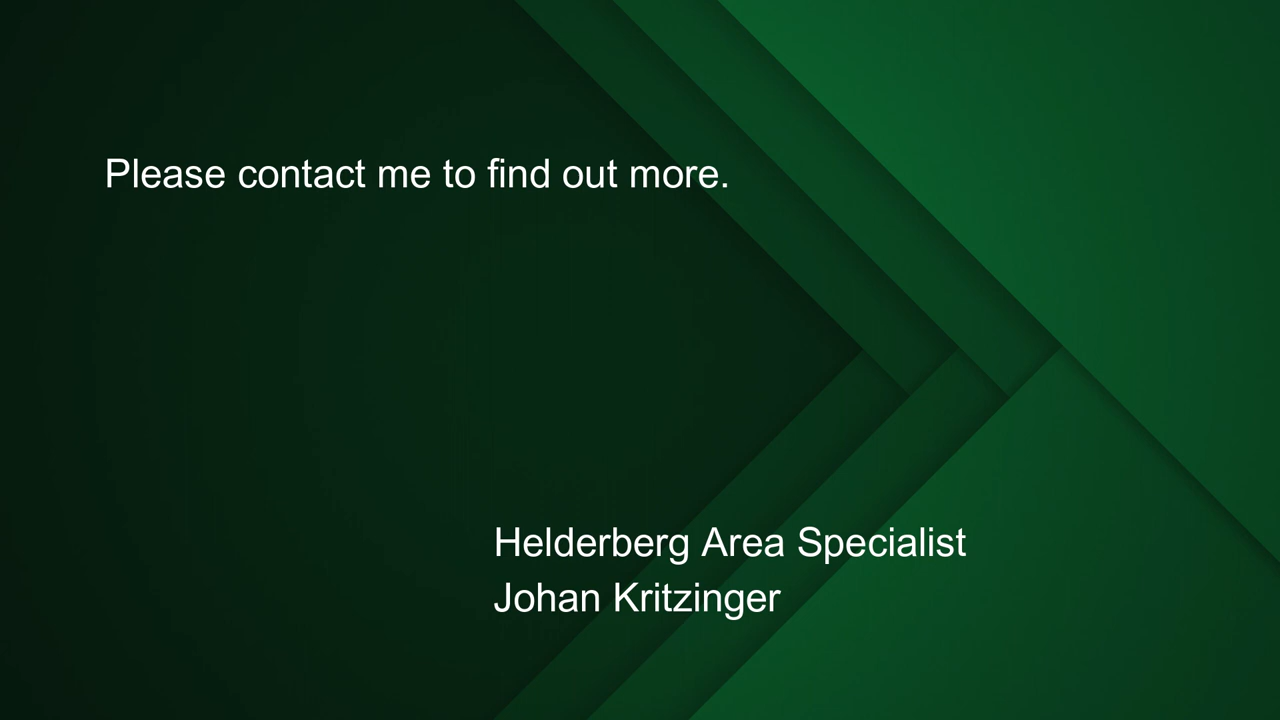 Please contact me to find out more.
Helderberg Area Specialist
Johan Kritzinger